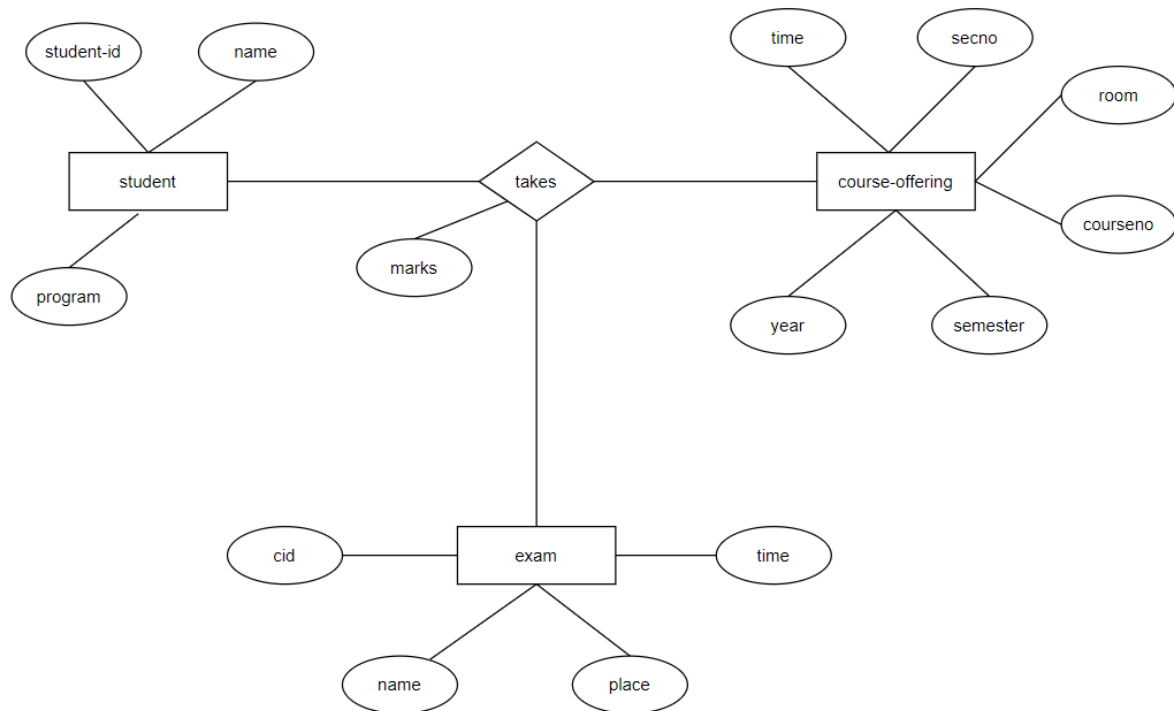 student-id
name
time
secno
room
student
takes
course-offering
courseno
marks
program
year
semester
cid
exam
time
name
place